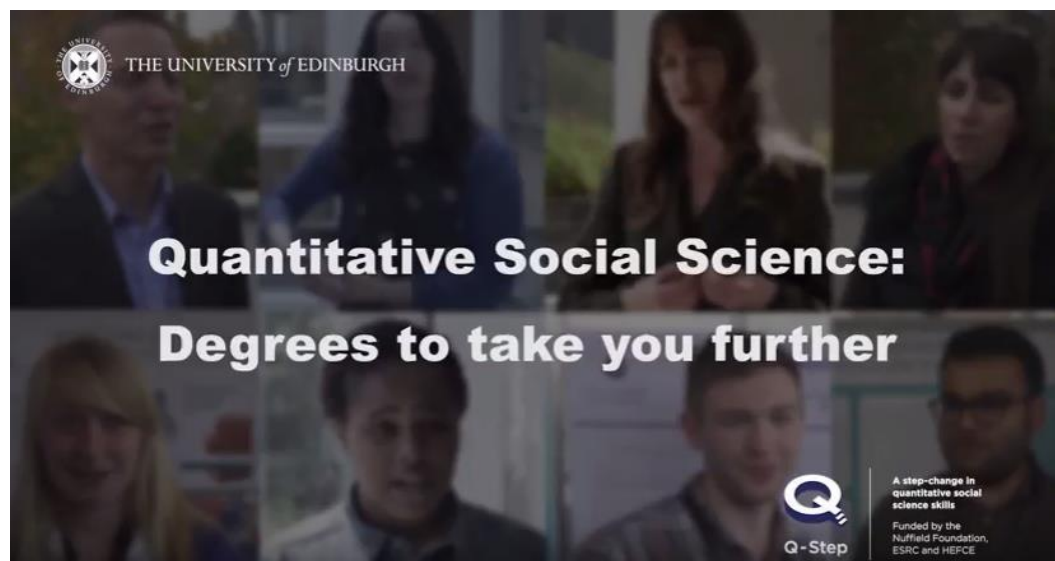 THE UNIVERSITY of EDINBURGH
Quantitative Social Science:
Degrees to take you further
Q-Step
A step-change in
quantitative social
science skills
Funded by the
Nuffield Foundation,
ESRC and HEFCE